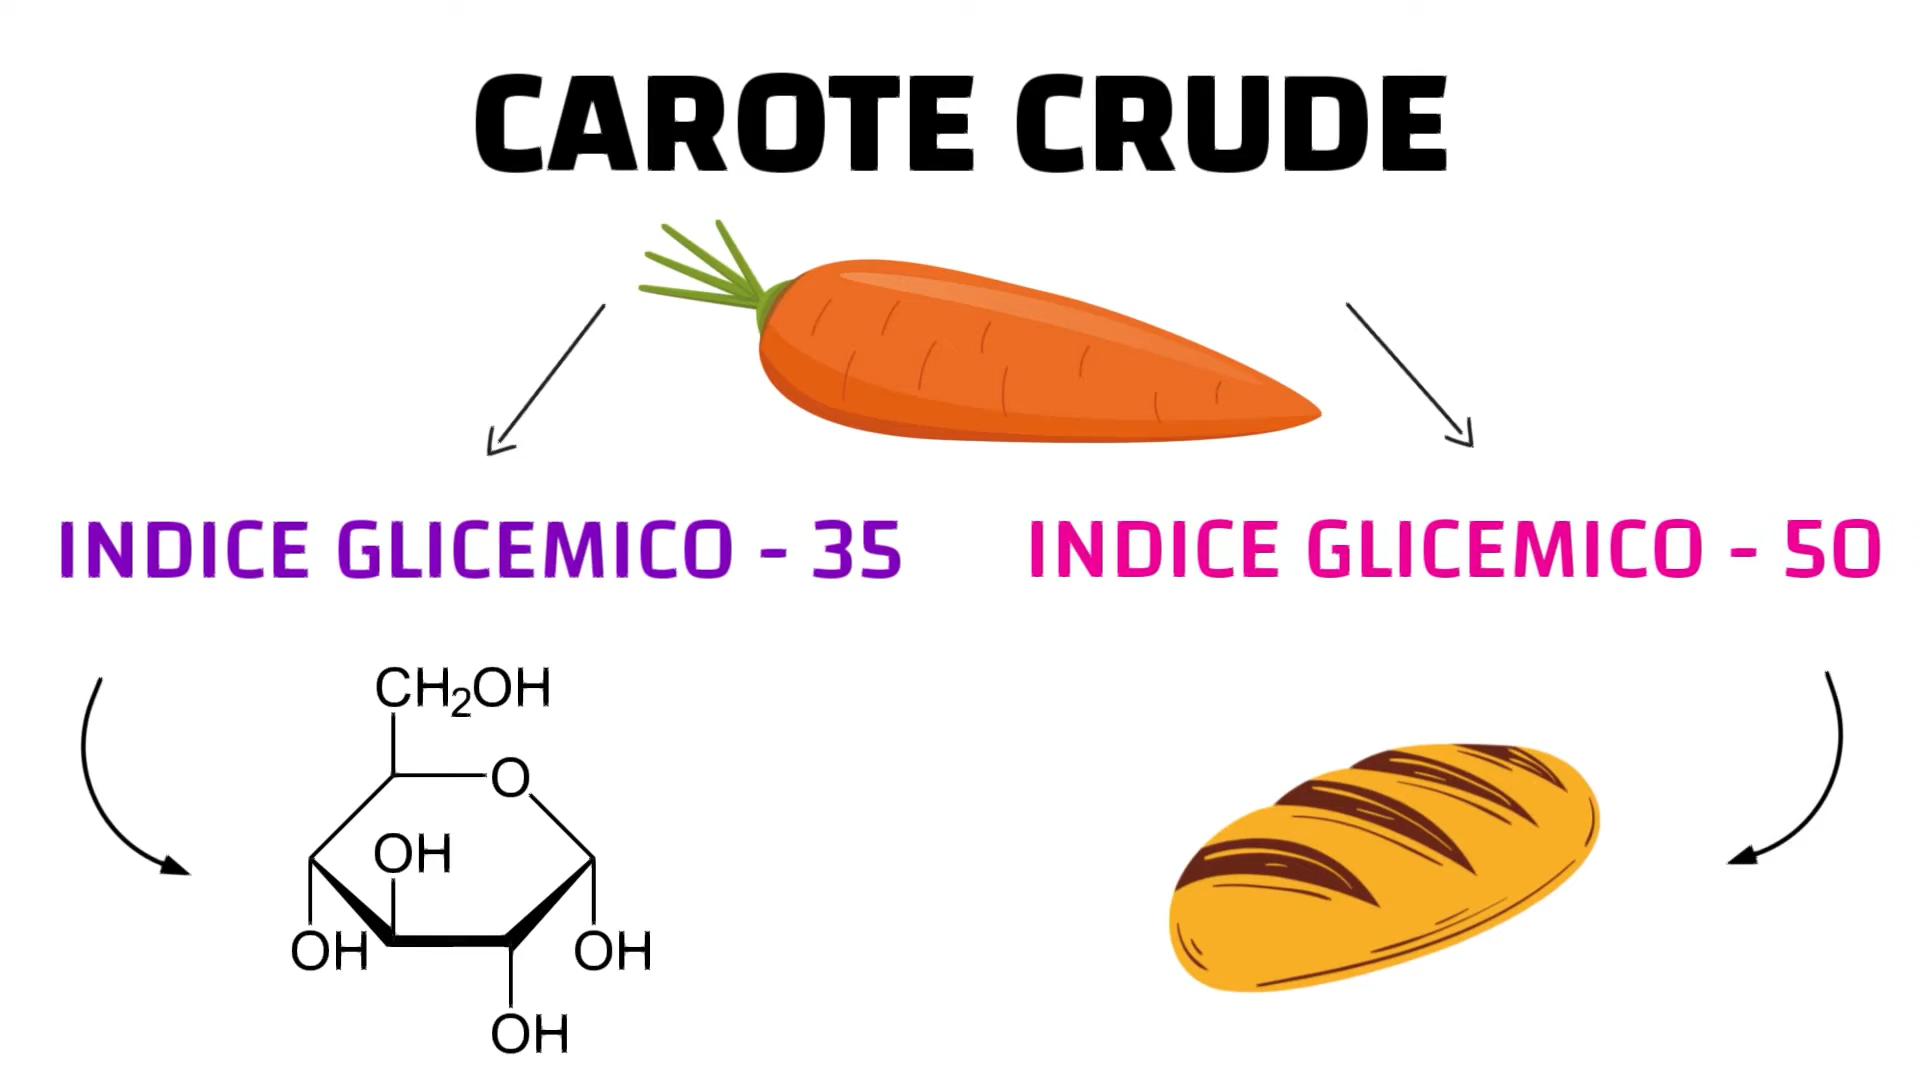 CAROTE CRUDE
INDICE GLICEMICO - 35
INDICE GLICEMICO - 50
CH₂OH
O
OH
OH
OH
OH